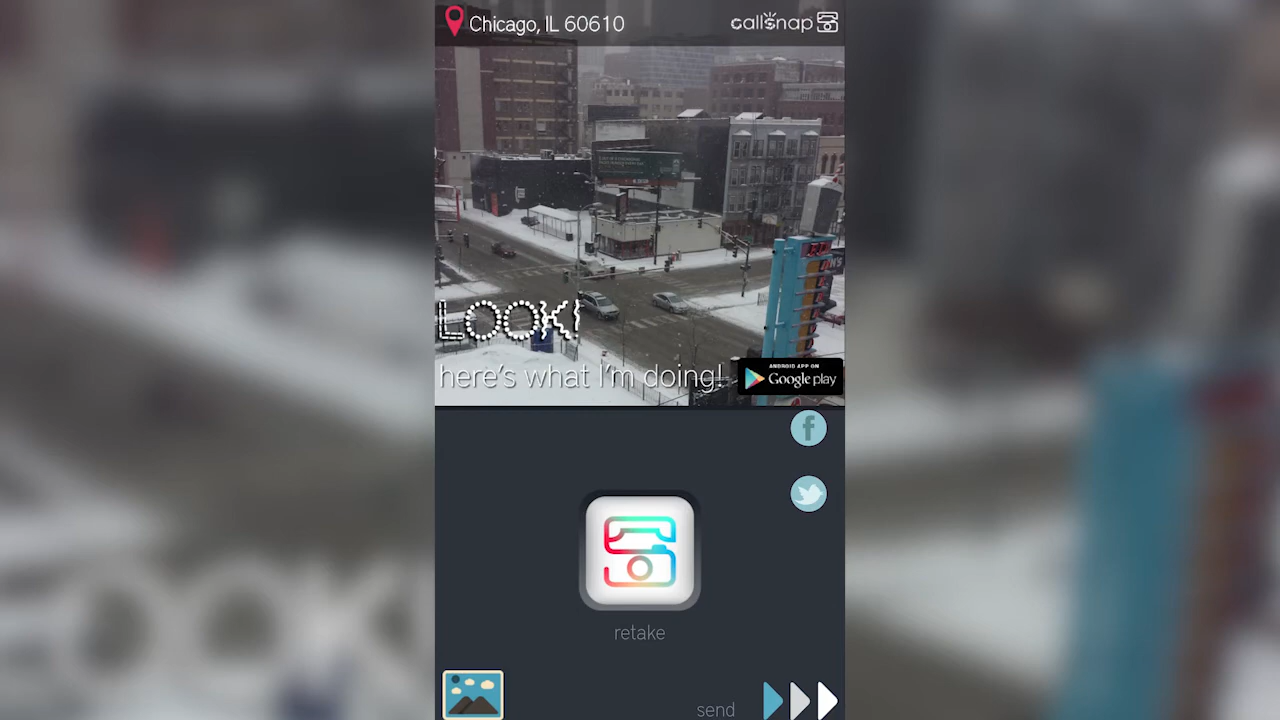 Chicago, IL 60610
callsnap
LOOK!
here's what I'm doing!
ANDROID APP ON
Google play
f
retake
send